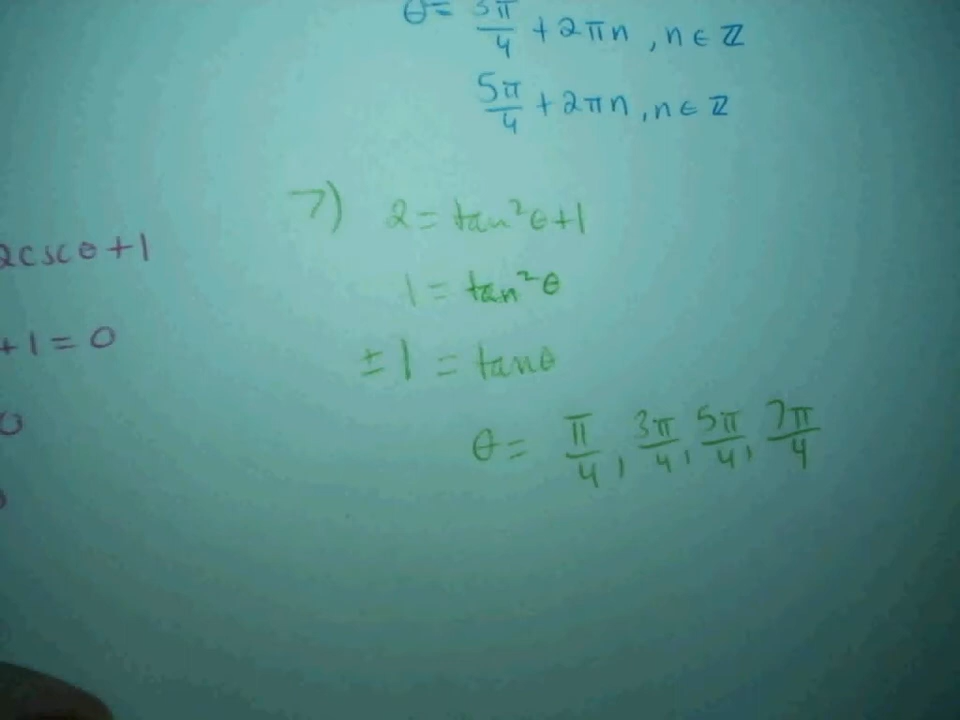 θ = 3π/4 + 2πn, n ∈ ℤ
5π/4 + 2πn, n ∈ ℤ
2cscθ + 1
+ 1 = 0
0
7) 2 = tan²θ + 1
1 = tan²θ
± 1 = tanθ
θ = π/4, 3π/4, 5π/4, 7π/4